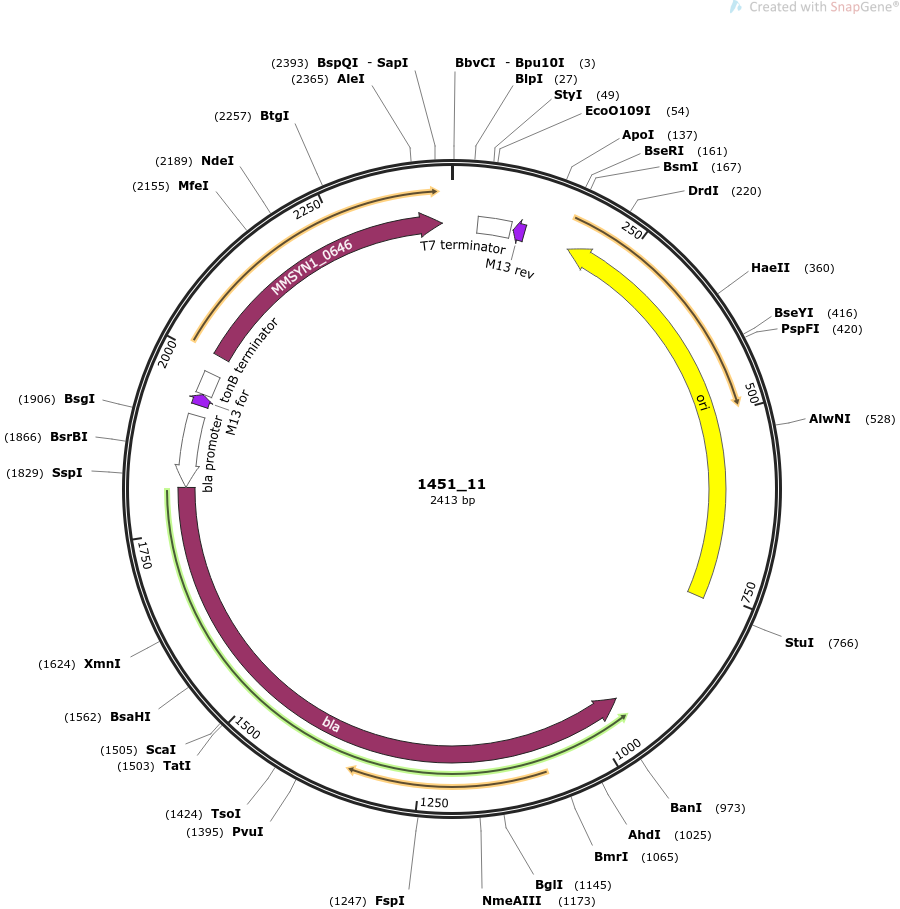 Created with SnapGene®
(2393) BspQI - SapI
(2365) AleI
(2257) BtgI
(2189) NdeI
(2155) MfeI
(1906) BsgI
(1866) BsrBI
(1829) SspI
(1624) XmnI
(1562) BsaHI
(1505) ScaI
(1503) TatI
(1424) TsoI
(1395) PvuI
(1247) FspI
BbvCI - Bpu10I (3)
BlpI (27)
StyI (49)
EcoO109I (54)
ApoI (137)
BseRI (161)
BsmI (167)
DrdI (220)
HaeII (360)
BseYI (416)
PspFI (420)
AlwNI (528)
StuI (766)
BanI (973)
AhdI (1025)
BmrI (1065)
BglI (1145)
NmeAIII (1173)
250
500
750
1000
1250
1500
1750
2000
2250
T7 terminator
M13 rev
ori
bla
bla promoter
M13 for
tonB terminator
MMSYN1_0646
1451_11
2413 bp